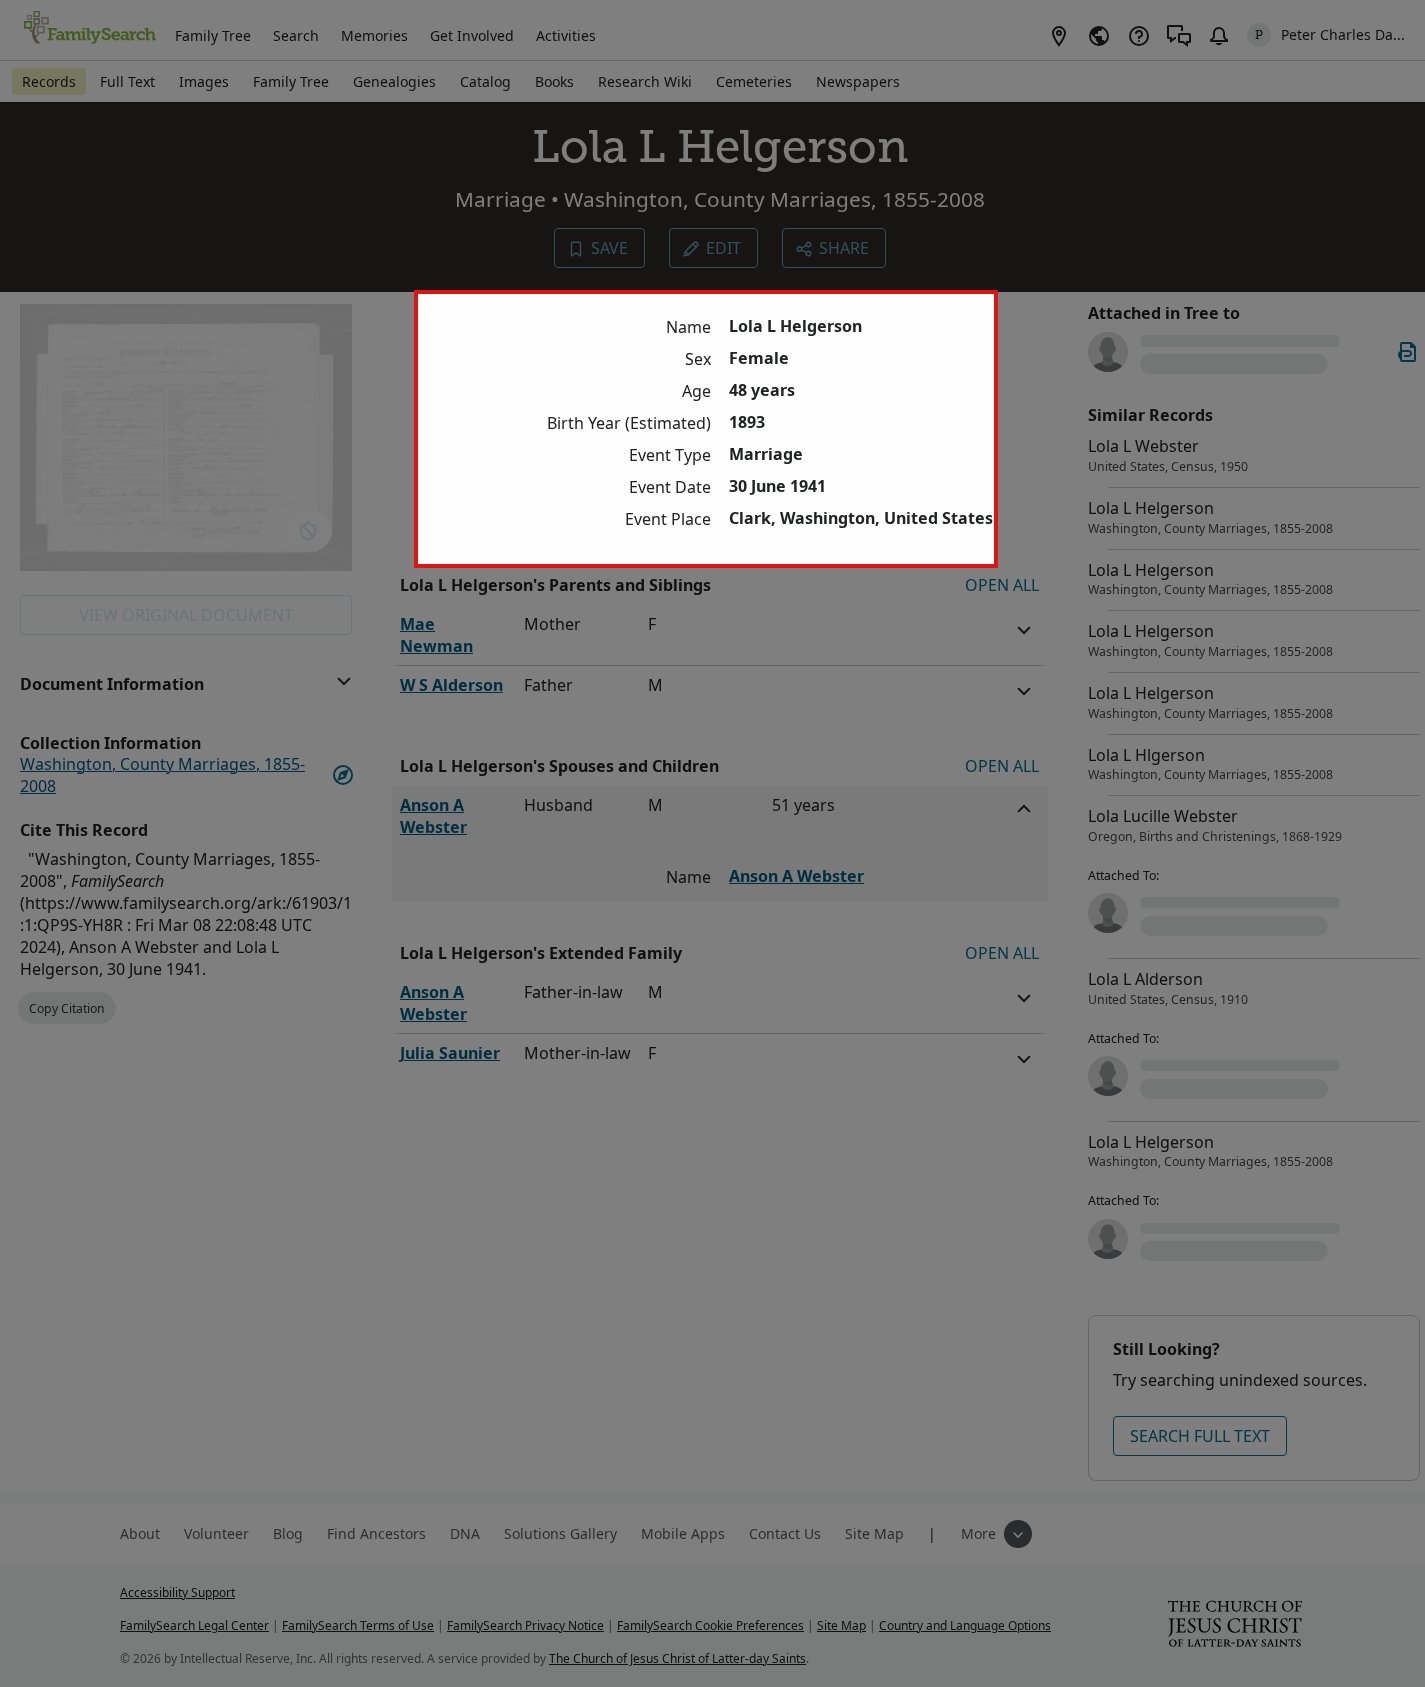 FamilySearch
Family Tree Search Memories Get Involved Activities
P Peter Charles Da...
Records Full Text Images Family Tree Genealogies Catalog Books Research Wiki Cemeteries Newspapers
Lola L Helgerson
Marriage • Washington, County Marriages, 1855-2008
SAVE EDIT SHARE
MARRIAGE STATISTICS
VIEW ORIGINAL DOCUMENT
Document Information
Collection Information
Washington, County Marriages, 1855-
2008
Cite This Record
"Washington, County Marriages, 1855-
2008", FamilySearch
(https://www.familysearch.org/ark:/61903/1
:1:QP9S-YH8R : Fri Mar 08 22:08:48 UTC
2024), Anson A Webster and Lola L
Helgerson, 30 June 1941.
Copy Citation
Name Lola L Helgerson
Sex Female
Age 48 years
Birth Year (Estimated) 1893
Event Type Marriage
Event Date 30 June 1941
Event Place Clark, Washington, United States
Lola L Helgerson's Parents and Siblings OPEN ALL
Mae Mother F
Newman
W S Alderson Father M
Lola L Helgerson's Spouses and Children OPEN ALL
Anson A Husband M 51 years
Webster
Name Anson A Webster
Lola L Helgerson's Extended Family OPEN ALL
Anson A Father-in-law M
Webster
Julia Saunier Mother-in-law F
Attached in Tree to
Similar Records
Lola L Webster
United States, Census, 1950
Lola L Helgerson
Washington, County Marriages, 1855-2008
Lola L Helgerson
Washington, County Marriages, 1855-2008
Lola L Helgerson
Washington, County Marriages, 1855-2008
Lola L Helgerson
Washington, County Marriages, 1855-2008
Lola L Hlgerson
Washington, County Marriages, 1855-2008
Lola Lucille Webster
Oregon, Births and Christenings, 1868-1929
Attached To:
Lola L Alderson
United States, Census, 1910
Attached To:
Lola L Helgerson
Washington, County Marriages, 1855-2008
Attached To:
Still Looking?
Try searching unindexed sources.
SEARCH FULL TEXT
About Volunteer Blog Find Ancestors DNA Solutions Gallery Mobile Apps Contact Us Site Map | More
Accessibility Support
FamilySearch Legal Center | FamilySearch Terms of Use | FamilySearch Privacy Notice | FamilySearch Cookie Preferences | Site Map | Country and Language Options
© 2026 by Intellectual Reserve, Inc. All rights reserved. A service provided by The Church of Jesus Christ of Latter-day Saints.
THE CHURCH OF
JESUS CHRIST
OF LATTER-DAY SAINTS